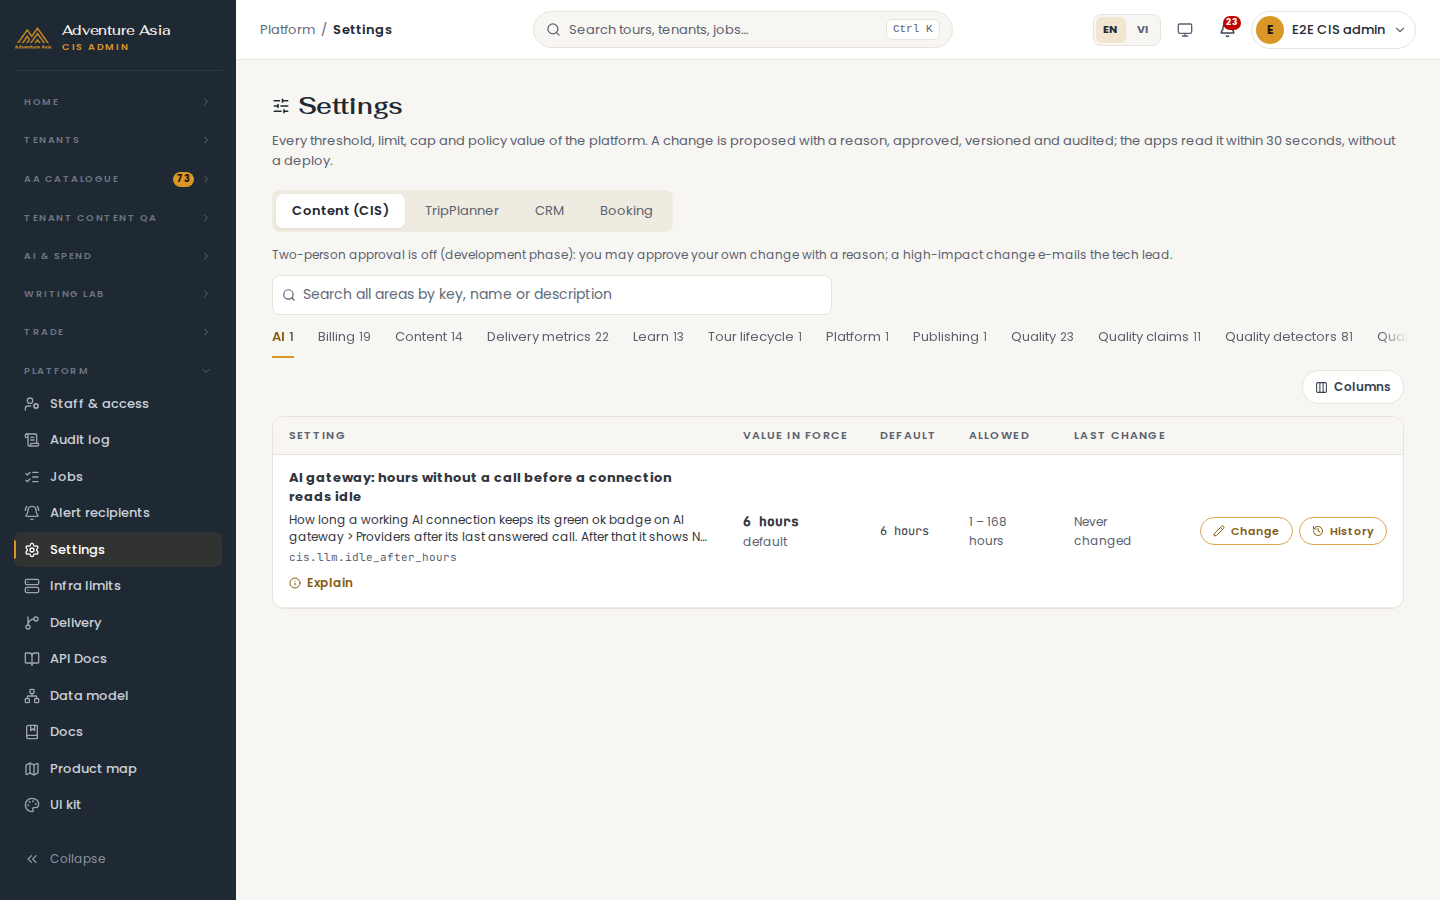 Adventure Asia
CIS ADMIN
Adventure Asia
HOME
TENANTS
AA CATALOGUE 73
TENANT CONTENT QA
AI & SPEND
WRITING LAB
TRADE
PLATFORM
Staff & access
Audit log
Jobs
Alert recipients
Settings
Infra limits
Delivery
API Docs
Data model
Docs
Product map
UI kit
Collapse
Platform / Settings
Search tours, tenants, jobs...
Ctrl K
EN VI
23
E E2E CIS admin
Settings
Every threshold, limit, cap and policy value of the platform. A change is proposed with a reason, approved, versioned and audited; the apps read it within 30 seconds, without
a deploy.
Content (CIS) TripPlanner CRM Booking
Two-person approval is off (development phase): you may approve your own change with a reason; a high-impact change e-mails the tech lead.
Search all areas by key, name or description
AI 1 Billing 19 Content 14 Delivery metrics 22 Learn 13 Tour lifecycle 1 Platform 1 Publishing 1 Quality 23 Quality claims 11 Quality detectors 81
Columns
SETTING VALUE IN FORCE DEFAULT ALLOWED LAST CHANGE
AI gateway: hours without a call before a connection
reads idle
How long a working AI connection keeps its green ok badge on AI
gateway > Providers after its last answered call. After that it shows N...
cis.llm.idle_after_hours
Explain
6 hours
default
6 hours
1 – 168
hours
Never
changed
Change
History